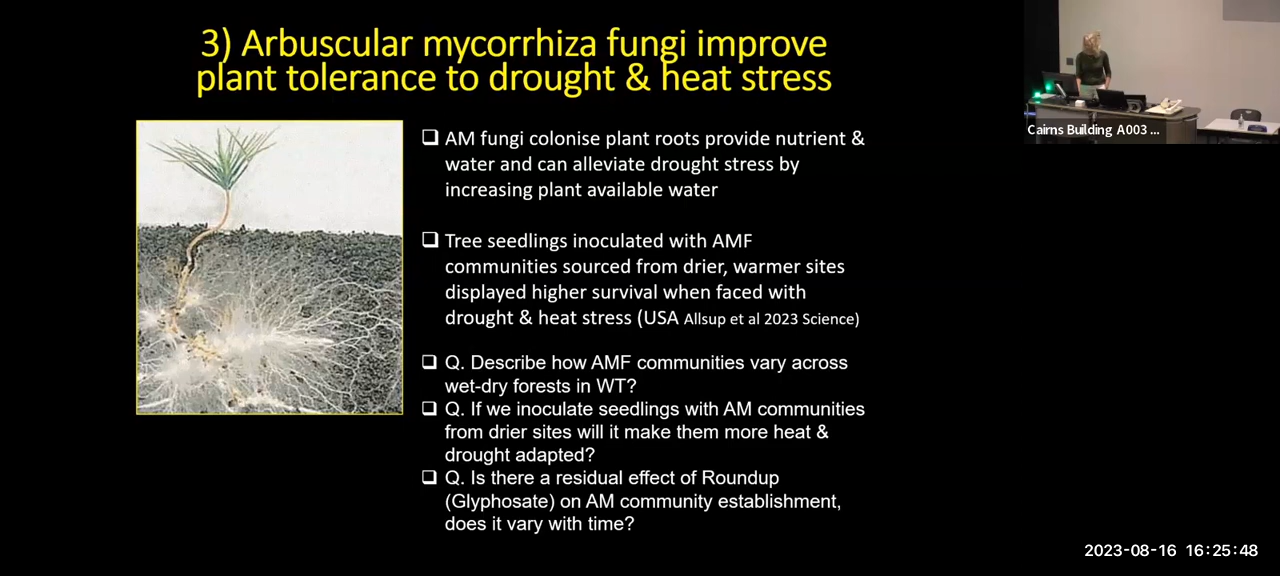 3) Arbuscular mycorrhiza fungi improve
plant tolerance to drought & heat stress
❑ AM fungi colonise plant roots provide nutrient &
water and can alleviate drought stress by
increasing plant available water
❑ Tree seedlings inoculated with AMF
communities sourced from drier, warmer sites
displayed higher survival when faced with
drought & heat stress (USA Allsup et al 2023 Science)
❑ Q. Describe how AMF communities vary across
wet-dry forests in WT?
❑ Q. If we inoculate seedlings with AM communities
from drier sites will it make them more heat &
drought adapted?
❑ Q. Is there a residual effect of Roundup
(Glyphosate) on AM community establishment,
does it vary with time?
Cairns Building A003 ...
2023-08-16 16:25:48